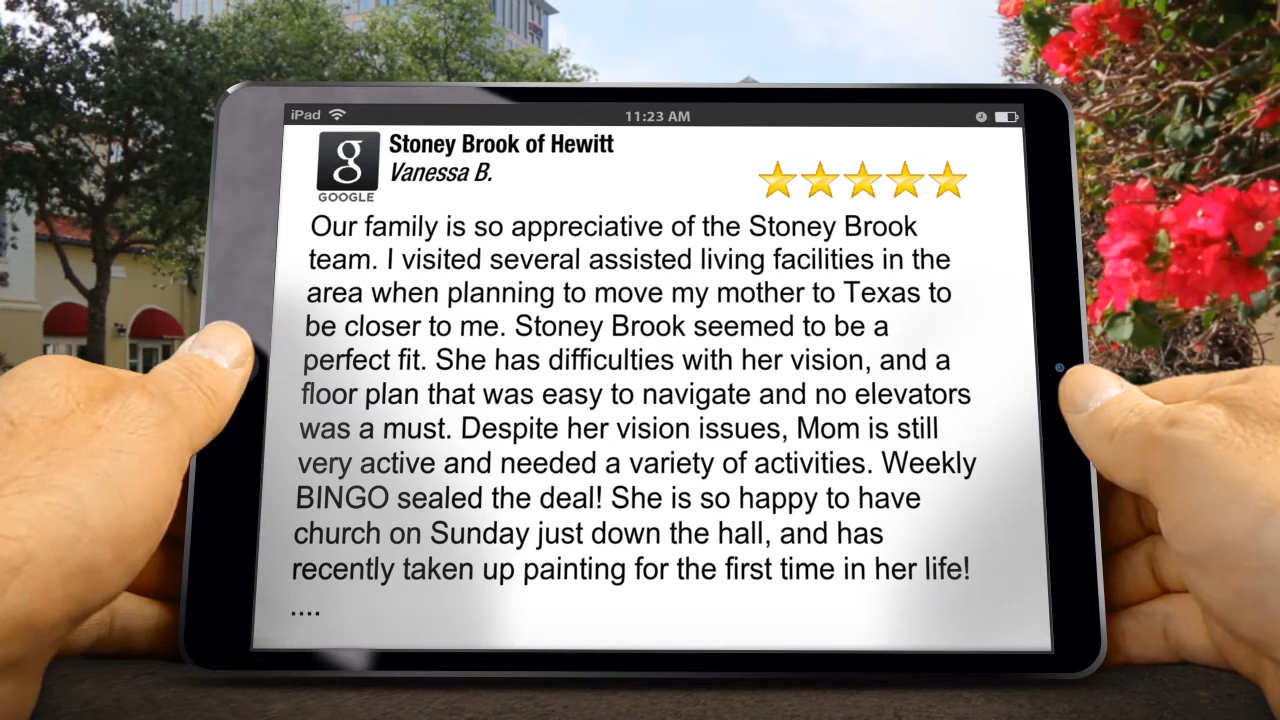 iPad 11:23 AM
g
GOOGLE
Stoney Brook of Hewitt
Vanessa B.
Our family is so appreciative of the Stoney Brook
team. I visited several assisted living facilities in the
area when planning to move my mother to Texas to
be closer to me. Stoney Brook seemed to be a
perfect fit. She has difficulties with her vision, and a
floor plan that was easy to navigate and no elevators
was a must. Despite her vision issues, Mom is still
very active and needed a variety of activities. Weekly
BINGO sealed the deal! She is so happy to have
church on Sunday just down the hall, and has
recently taken up painting for the first time in her life!
....